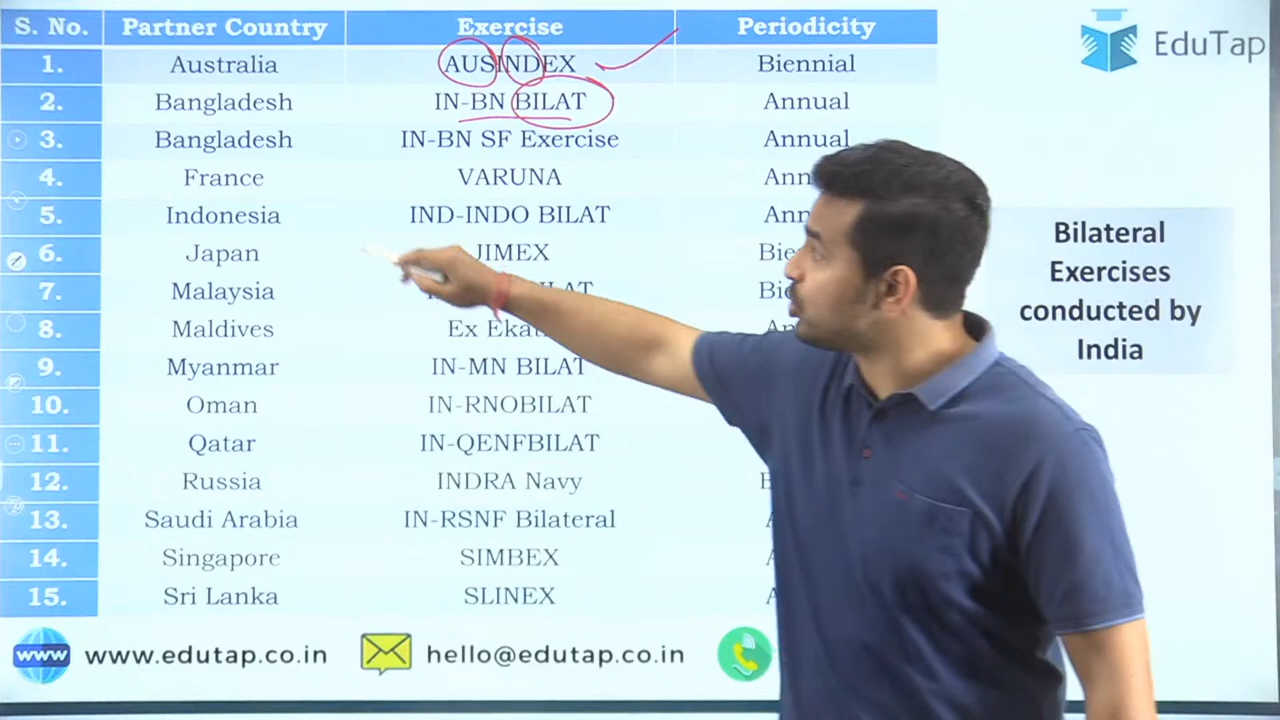 S. No. Partner Country Exercise Periodicity
1. Australia AUSINDEX Biennial
2. Bangladesh IN-BN BILAT Annual
3. Bangladesh IN-BN SF Exercise Annual
4. France VARUNA
5. Indonesia IND-INDO BILAT
6. Japan JIMEX
7. Malaysia
8. Maldives Ex
9. Myanmar IN-MN BILAT
10. Oman IN-RNOBILAT
11. Qatar IN-QENFBILAT
12. Russia INDRA Navy
13. Saudi Arabia IN-RSNF Bilateral
14. Singapore SIMBEX
15. Sri Lanka SLINEX
EduTap
Bilateral
Exercises
conducted by
India
www www.edutap.co.in hello@edutap.co.in